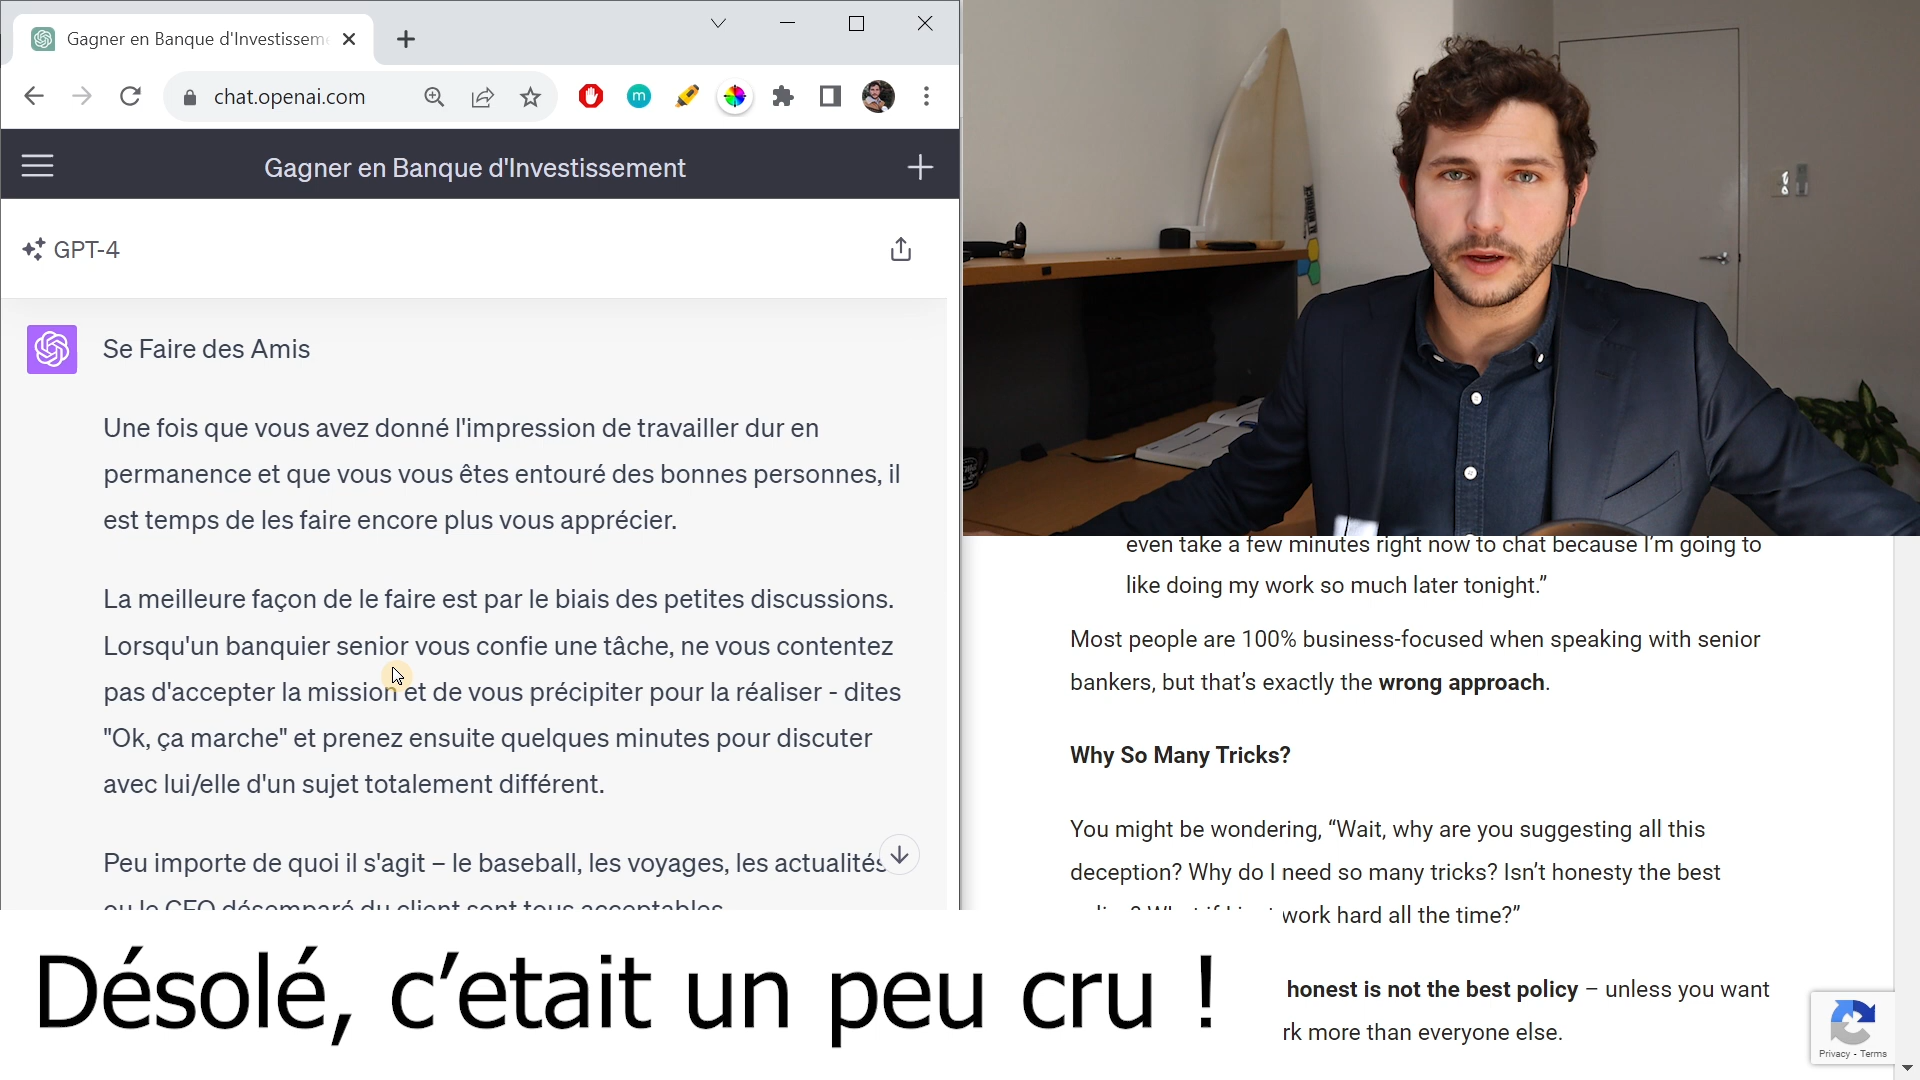 Gagner en Banque d'Investissem
chat.openai.com
m
Gagner en Banque d'Investissement
GPT-4
Se Faire des Amis
Une fois que vous avez donné l'impression de travailler dur en
permanence et que vous vous êtes entouré des bonnes personnes, il
est temps de les faire encore plus vous apprécier.
La meilleure façon de le faire est par le biais des petites discussions.
Lorsqu'un banquier senior vous confie une tâche, ne vous contentez
pas d'accepter la mission et de vous précipiter pour la réaliser - dites
"Ok, ça marche" et prenez ensuite quelques minutes pour discuter
avec lui/elle d'un sujet totalement différent.
Peu importe de quoi il s'agit – le baseball, les voyages, les actualités
ou le CFO désemparé du client sont tous acceptables
even take a few minutes right now to chat because I'm going to
like doing my work so much later tonight.”
Most people are 100% business-focused when speaking with senior
bankers, but that’s exactly the wrong approach.
Why So Many Tricks?
You might be wondering, “Wait, why are you suggesting all this
deception? Why do I need so many tricks? Isn’t honesty the best
work hard all the time?”
honest is not the best policy – unless you want
rk more than everyone else.
Désolé, c’etait un peu cru !
Privacy - Terms